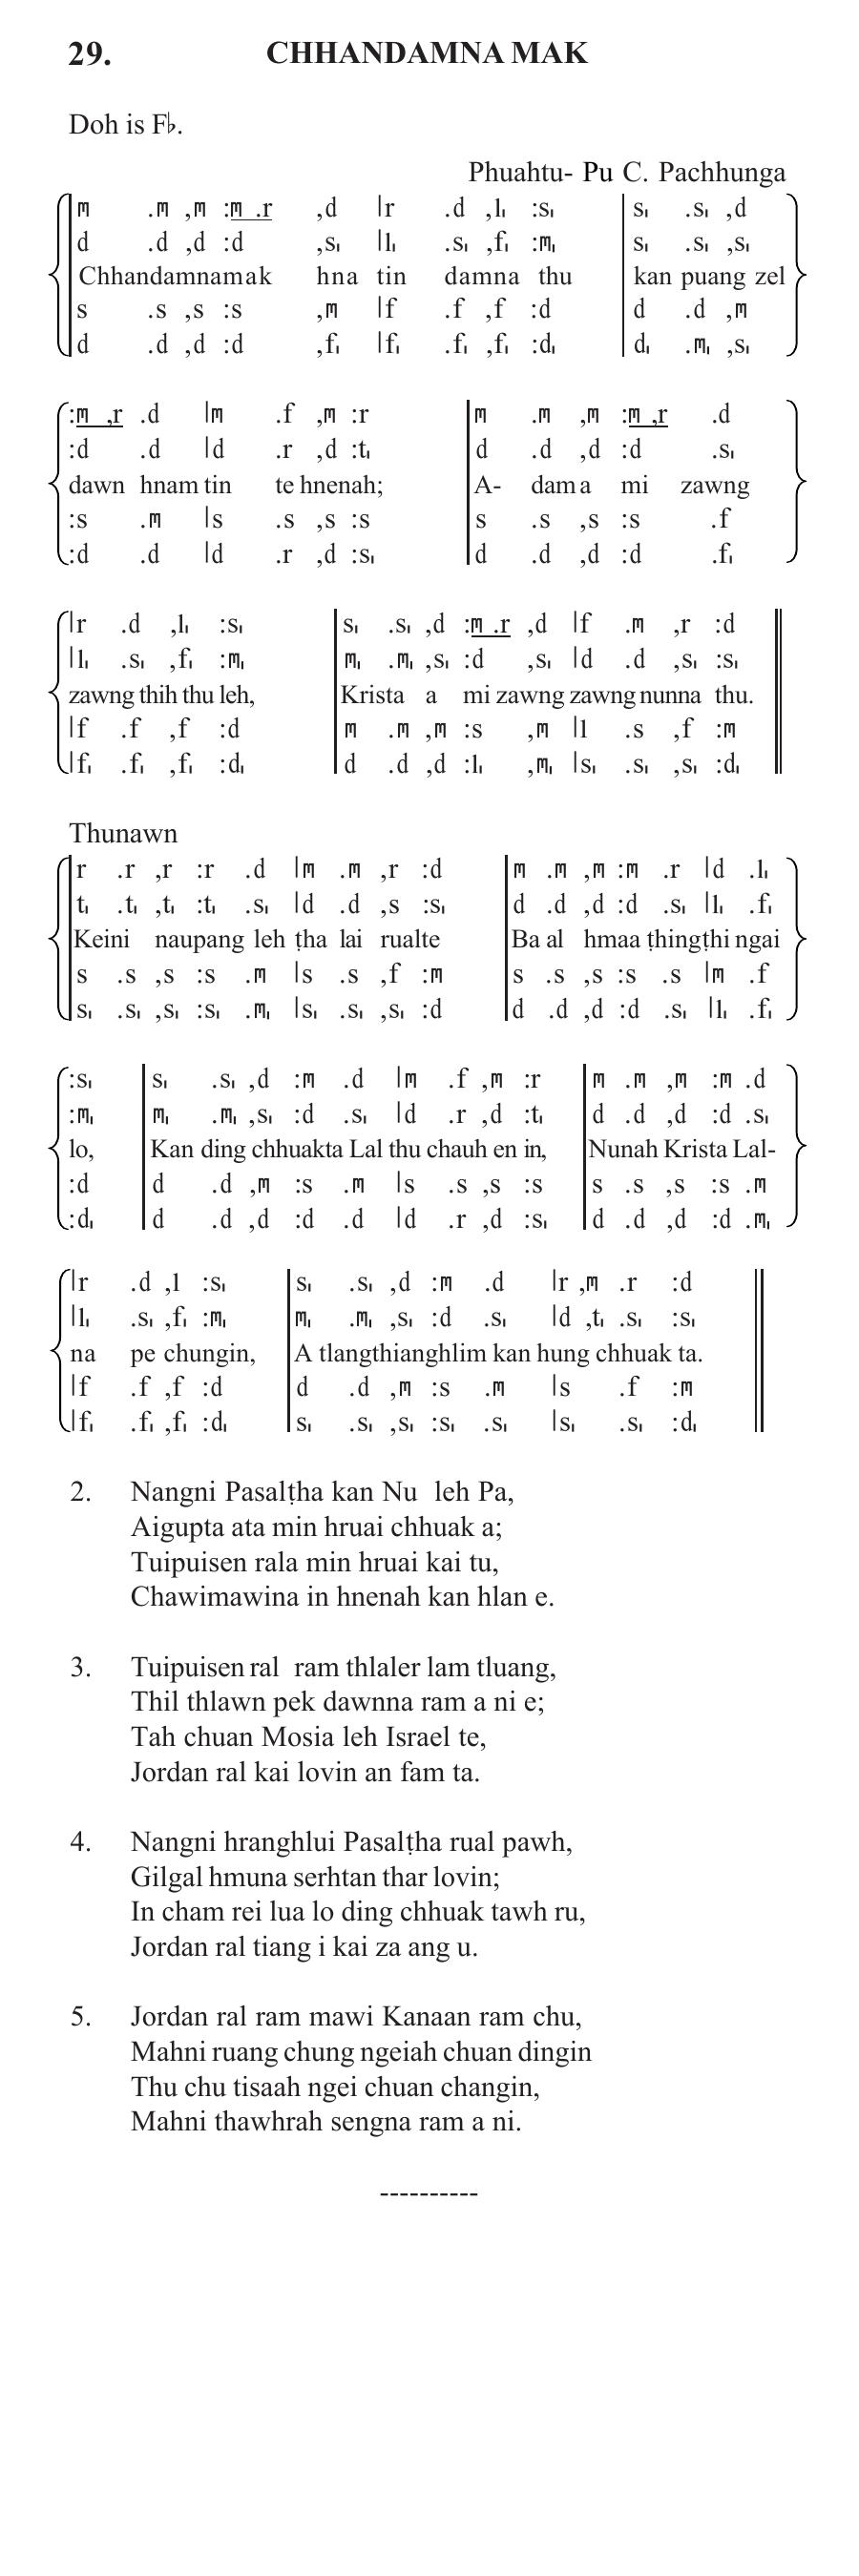 29. CHHANDAMNA MAK
Doh is F♭.
Phuahtu- Pu C. Pachhunga
m .m ,m :m .r ,d |r .d ,l₁ :s₁ | s₁ .s₁ ,d
d .d ,d :d ,s₁ |l₁ .s₁ ,f₁ :m₁ s₁ .s₁ ,s₁
Chhandamnamak hna tin damna thu kan puang zel
s .s ,s :s ,m |f .f ,f :d d .d ,m
d .d ,d :d ,f₁ |f₁ .f₁ ,f₁ :d₁ d₁ .m₁ ,s₁
:m ,r .d |m .f ,m :r | m .m ,m :m ,r .d
:d .d |d .r ,d :t₁ d .d ,d :d .s₁
dawn hnam tin te hnenah; A- dam a mi zawng
:s .m |s .s ,s :s s .s ,s :s .f
:d .d |d .r ,d :s₁ d .d ,d :d .f₁
|r .d ,l₁ :s₁ | s₁ .s₁ ,d :m .r ,d |f .m ,r :d
|l₁ .s₁ ,f₁ :m₁ m₁ .m₁ ,s₁ :d ,s₁ |d .d ,s₁ :s₁
zawng thih thu leh, Krista a mi zawng zawng nunna thu.
|f .f ,f :d m .m ,m :s ,m |l .s ,f :m
|f₁ .f₁ ,f₁ :d₁ d .d ,d :l₁ ,m₁ |s₁ .s₁ ,s₁ :d₁
Thunawn
r .r ,r :r .d |m .m ,r :d | m .m ,m :m .r |d .l₁
t₁ .t₁ ,t₁ :t₁ .s₁ |d .d ,s :s₁ d .d ,d :d .s₁ |l₁ .f₁
Keini naupang leh ṭha lai rualte Ba al hmaa ṭhingṭhi ngai
s .s ,s :s .m |s .s ,f :m s .s ,s :s .s |m .f
s₁ .s₁ ,s₁ :s₁ .m₁ |s₁ .s₁ ,s₁ :d d .d ,d :d .s₁ |l₁ .f₁
:s₁ | s₁ .s₁ ,d :m .d |m .f ,m :r | m .m ,m :m .d
:m₁ m₁ .m₁ ,s₁ :d .s₁ |d .r ,d :t₁ d .d ,d :d .s₁
lo, Kan ding chhuakta Lal thu chauh en in, Nunah Krista Lal-
:d d .d ,m :s .m |s .s ,s :s s .s ,s :s .m
:d₁ d .d ,d :d .d |d .r ,d :s₁ d .d ,d :d .m₁
|r .d ,l :s₁ | s₁ .s₁ ,d :m .d |r ,m .r :d
|l₁ .s₁ ,f₁ :m₁ m₁ .m₁ ,s₁ :d .s₁ |d ,t₁ .s₁ :s₁
na pe chungin, A tlangthianghlim kan hung chhuak ta.
|f .f ,f :d d .d ,m :s .m |s .f :m
|f₁ .f₁ ,f₁ :d₁ s₁ .s₁ ,s₁ :s₁ .s₁ |s₁ .s₁ :d₁
2. Nangni Pasalṭha kan Nu leh Pa,
Aigupta ata min hruai chhuak a;
Tuipuisen rala min hruai kai tu,
Chawimawina in hnenah kan hlan e.
3. Tuipuisen ral ram thlaler lam tluang,
Thil thlawn pek dawnna ram a ni e;
Tah chuan Mosia leh Israel te,
Jordan ral kai lovin an fam ta.
4. Nangni hranghlui Pasalṭha rual pawh,
Gilgal hmuna serhtan thar lovin;
In cham rei lua lo ding chhuak tawh ru,
Jordan ral tiang i kai za ang u.
5. Jordan ral ram mawi Kanaan ram chu,
Mahni ruang chung ngeiah chuan dingin
Thu chu tisaah ngei chuan changin,
Mahni thawhrah sengna ram a ni.
----------